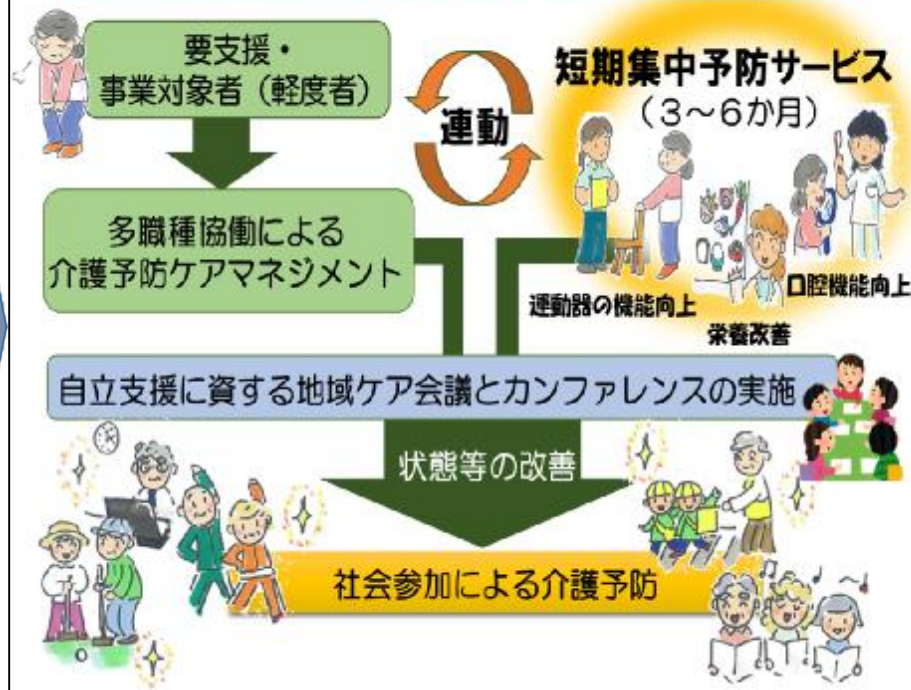 要支援・
事業対象者（軽度者）
連動
短期集中予防サービス
（３～６か月）
多職種協働による
介護予防ケアマネジメント
運動器の機能向上
栄養改善
口腔機能向上
自立支援に資する地域ケア会議とカンファレンスの実施
状態等の改善
社会参加による介護予防